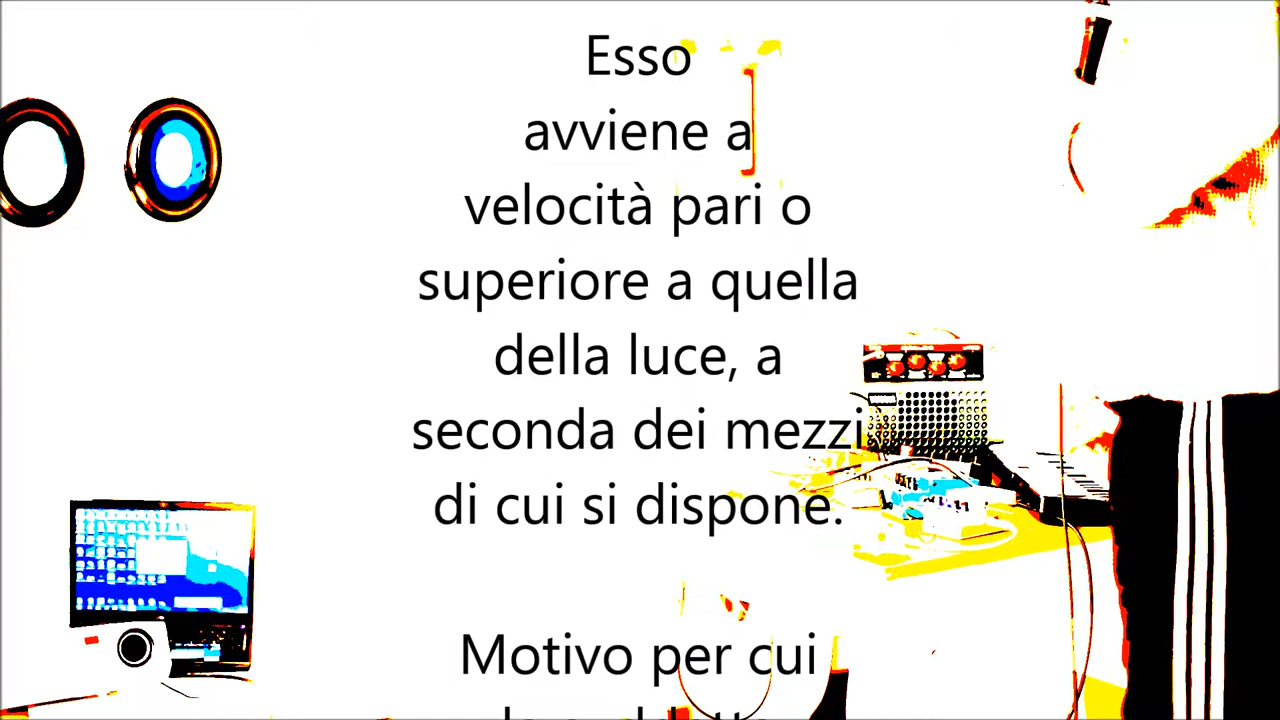 Esso
avviene a
velocità pari o
superiore a quella
della luce, a
seconda dei mezzi
di cui si dispone.
Motivo per cui